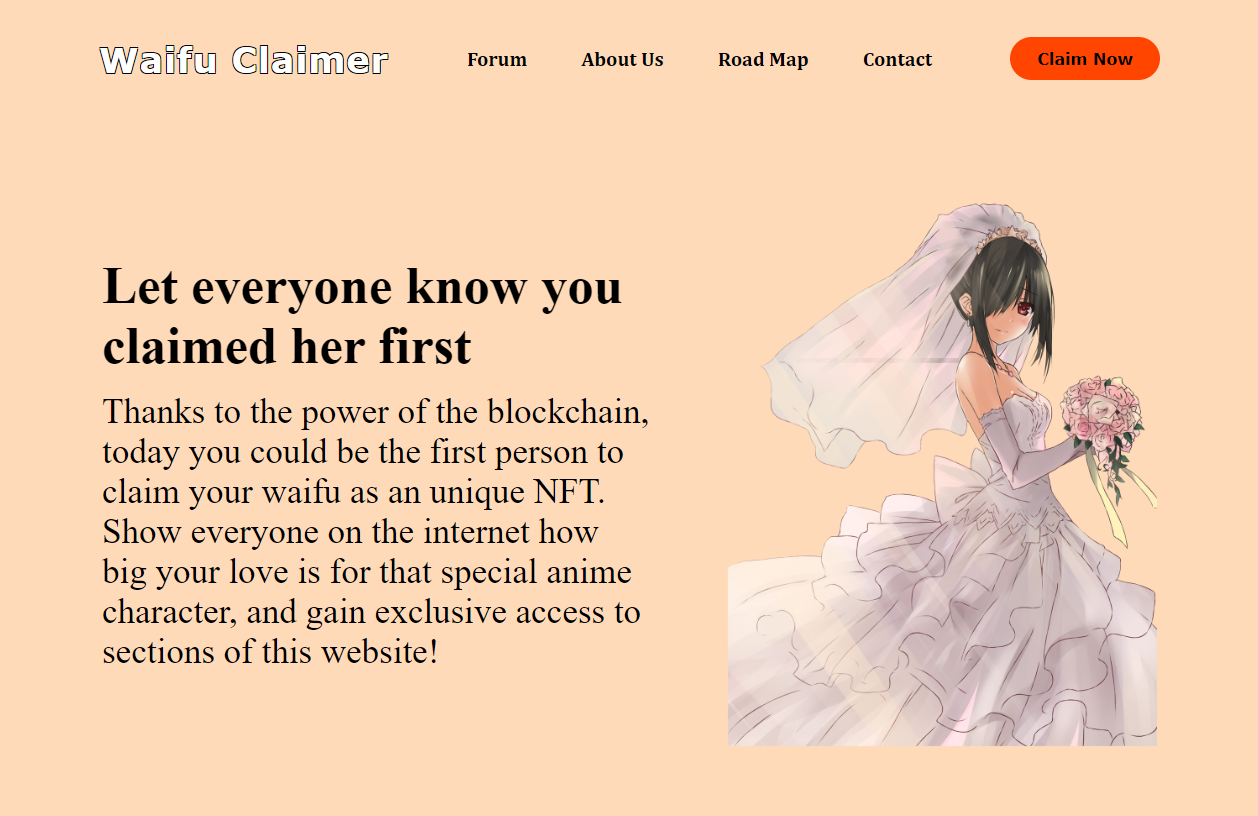 Waifu Claimer
Forum
About Us
Road Map
Contact
Claim Now
Let everyone know you
claimed her first
Thanks to the power of the blockchain,
today you could be the first person to
claim your waifu as an unique NFT.
Show everyone on the internet how
big your love is for that special anime
character, and gain exclusive access to
sections of this website!